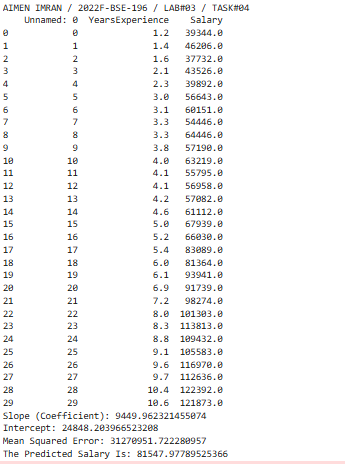 AIMEN IMRAN / 2022F-BSE-196 / LAB#03 / TASK#04
Unnamed: 0 YearsExperience Salary
0 0 1.2 39344.0
1 1 1.4 46206.0
2 2 1.6 37732.0
3 3 2.1 43526.0
4 4 2.3 39892.0
5 5 3.0 56643.0
6 6 3.1 60151.0
7 7 3.3 54446.0
8 8 3.3 64446.0
9 9 3.8 57190.0
10 10 4.0 63219.0
11 11 4.1 55795.0
12 12 4.1 56958.0
13 13 4.2 57082.0
14 14 4.6 61112.0
15 15 5.0 67939.0
16 16 5.2 66030.0
17 17 5.4 83089.0
18 18 6.0 81364.0
19 19 6.1 93941.0
20 20 6.9 91739.0
21 21 7.2 98274.0
22 22 8.0 101303.0
23 23 8.3 113813.0
24 24 8.8 109432.0
25 25 9.1 105583.0
26 26 9.6 116970.0
27 27 9.7 112636.0
28 28 10.4 122392.0
29 29 10.6 121873.0
Slope (Coefficient): 9449.962321455074
Intercept: 24848.203966523208
Mean Squared Error: 31270951.722280957
The Predicted Salary Is: 81547.97789525366